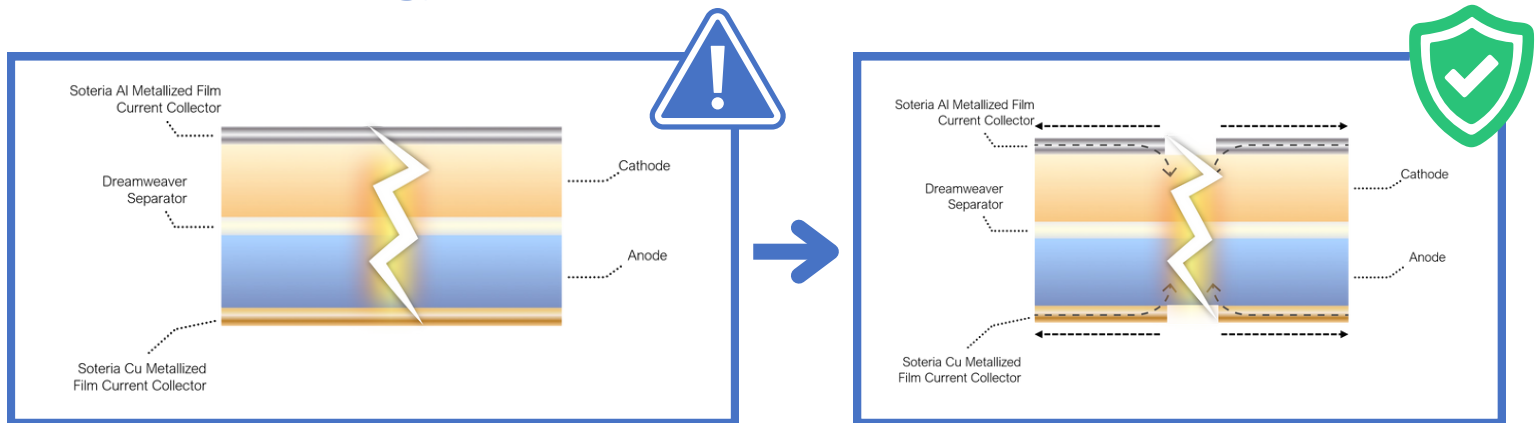 Soteria Al Metallized Film
Current Collector
Dreamweaver
Separator
Cathode
Anode
Soteria Cu Metallized
Film Current Collector
Soteria Al Metallized Film
Current Collector
Dreamweaver
Separator
Cathode
Anode
Soteria Cu Metallized
Film Current Collector